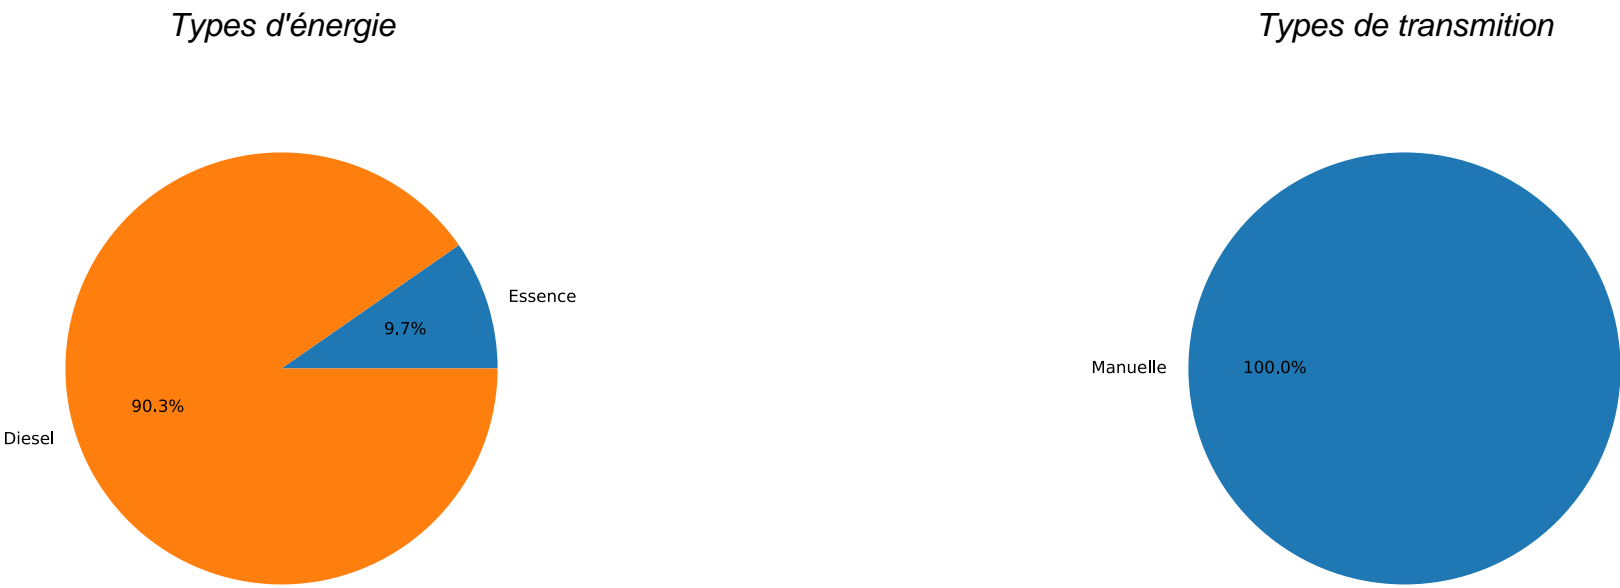 Types d'énergie
Types de transmition
Essence
9.7%
90.3%
Diesel
Manuelle
100.0%